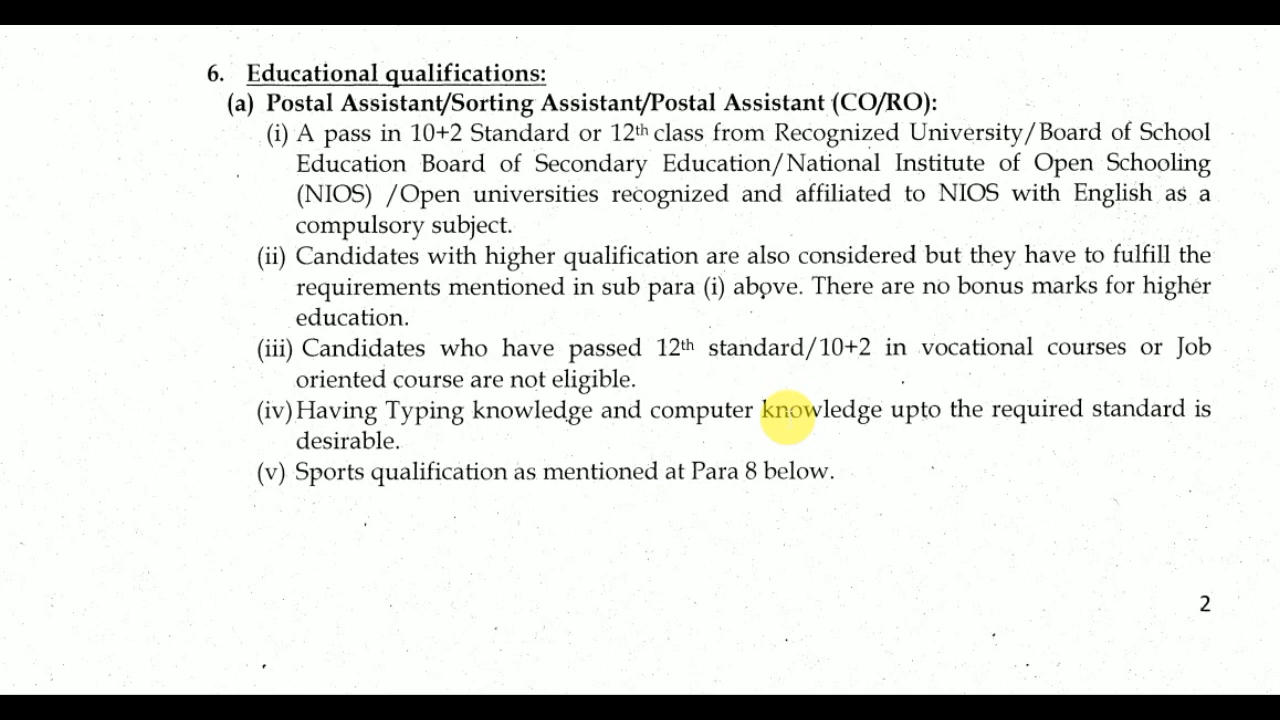 6. Educational qualifications:
(a) Postal Assistant/Sorting Assistant/Postal Assistant (CO/RO):
(i) A pass in 10+2 Standard or 12th class from Recognized University/Board of School
Education Board of Secondary Education/National Institute of Open Schooling
(NIOS) /Open universities recognized and affiliated to NIOS with English as a
compulsory subject.
(ii) Candidates with higher qualification are also considered but they have to fulfill the
requirements mentioned in sub para (i) above. There are no bonus marks for higher
education.
(iii) Candidates who have passed 12th standard/10+2 in vocational courses or Job
oriented course are not eligible.
(iv) Having Typing knowledge and computer knowledge upto the required standard is
desirable.
(v) Sports qualification as mentioned at Para 8 below.
2